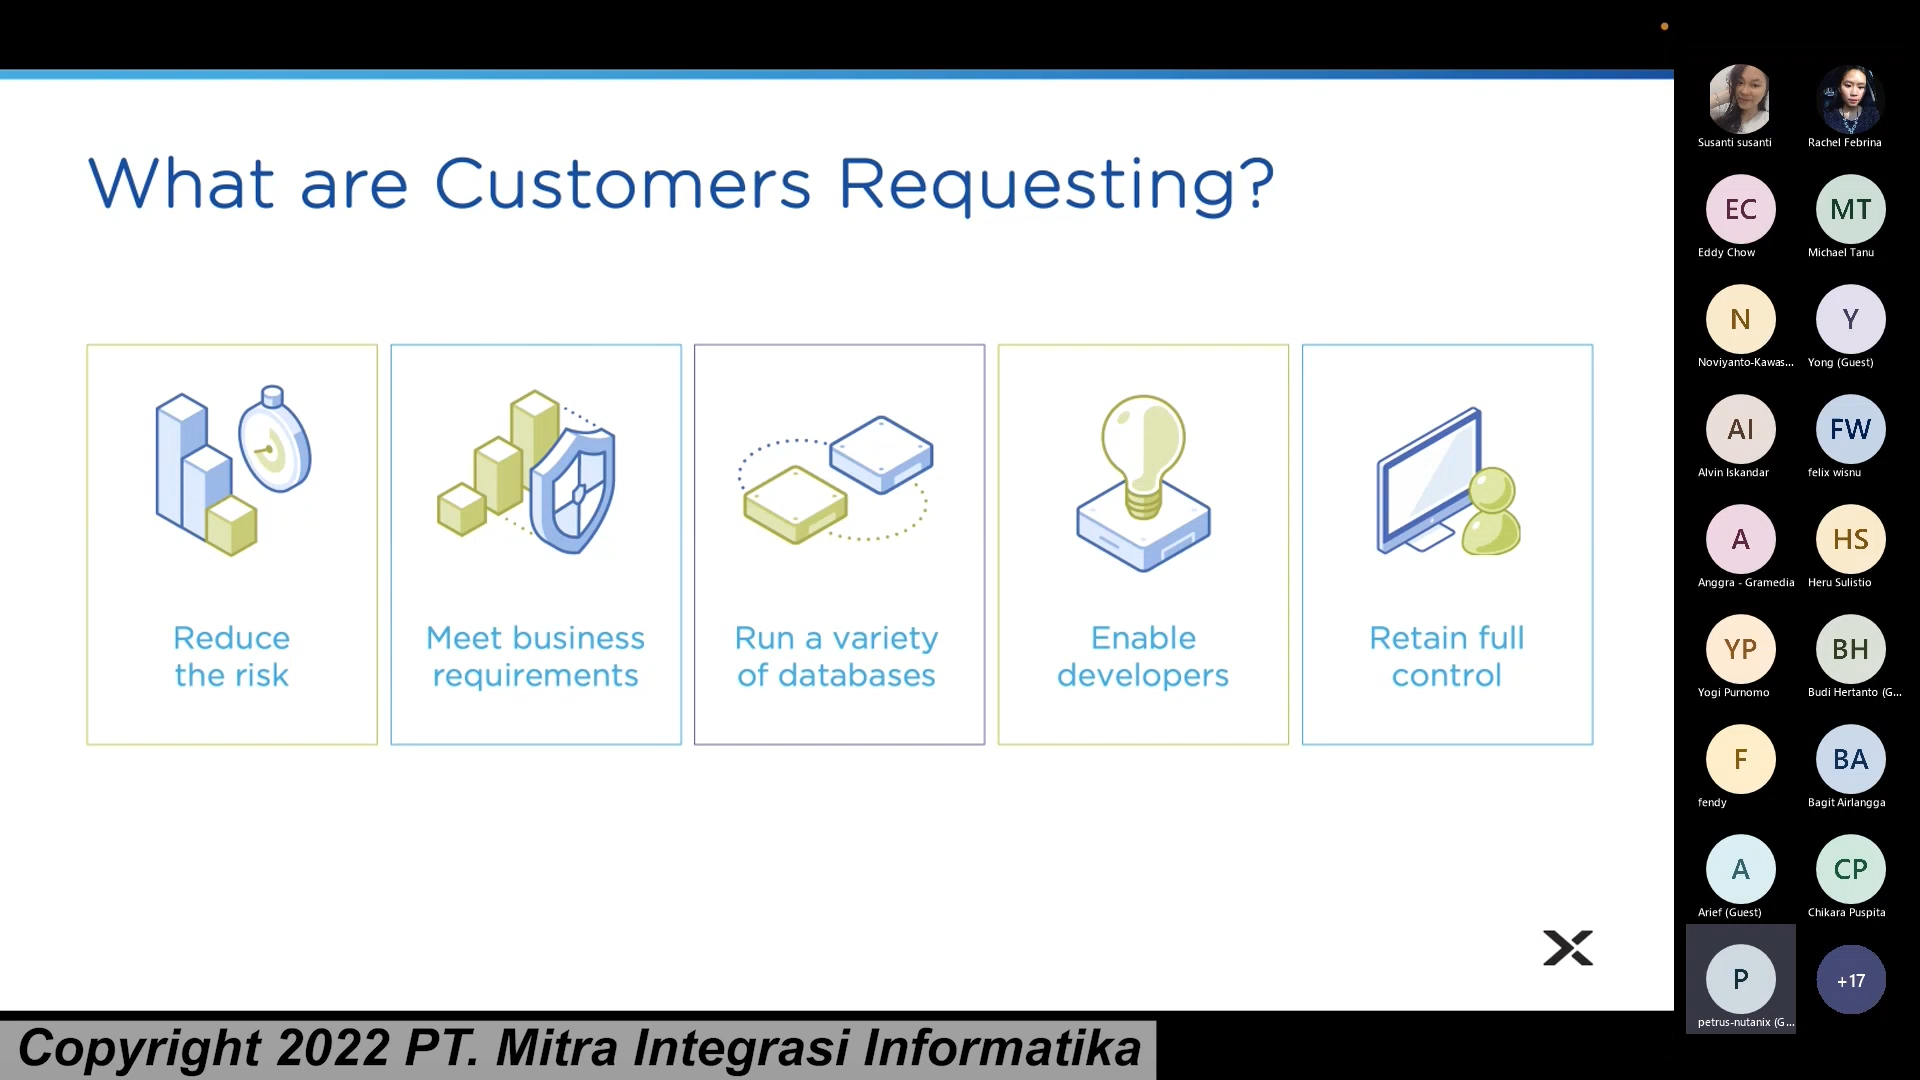 What are Customers Requesting?
Reduce
the risk
Meet business
requirements
Run a variety
of databases
Enable
developers
Retain full
control
Susanti susanti
Rachel Febrina
EC
Eddy Chow
MT
Michael Tanu
N
Noviyanto-Kawas...
Y
Yong (Guest)
AI
Alvin Iskandar
FW
felix wisnu
A
Anggra - Gramedia
HS
Heru Sulistio
YP
Yogi Purnomo
BH
Budi Hertanto (G...
F
fendy
BA
Bagit Airlangga
A
Arief (Guest)
CP
Chikara Puspita
P
petrus-nutanix (G...
+17
Copyright 2022 PT. Mitra Integrasi Informatika